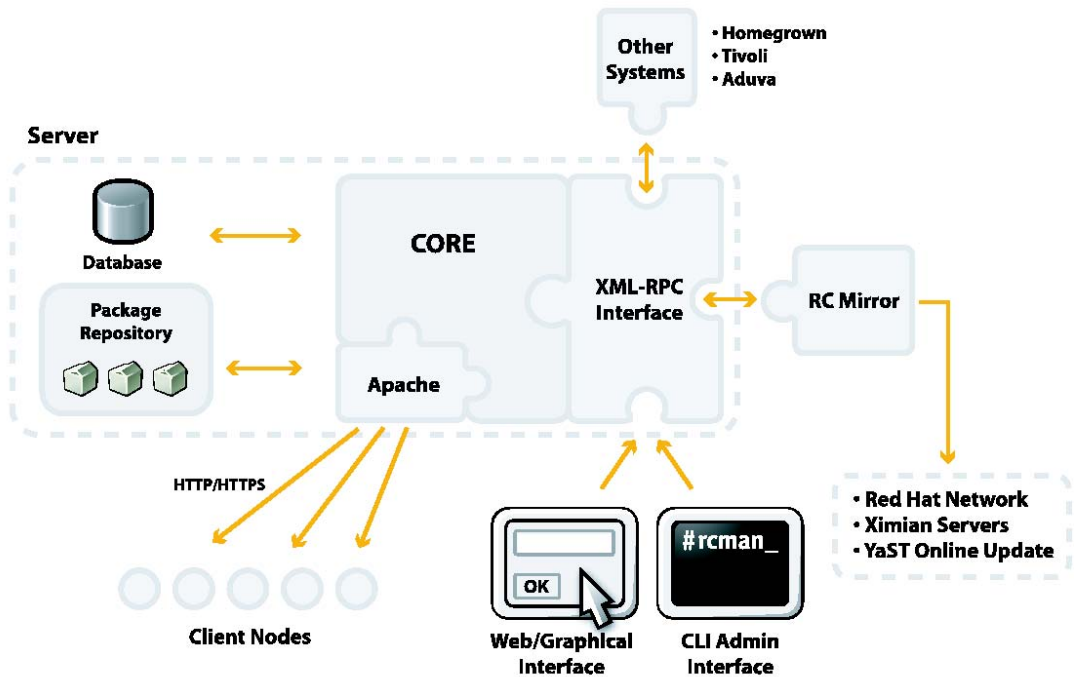 Other
Systems
• Homegrown
• Tivoli
• Aduva
Server
Database
CORE
Package
Repository
XML-RPC
Interface
RC Mirror
Apache
HTTP/HTTPS
Client Nodes
OK
#rcman_
Web/Graphical
Interface
CLI Admin
Interface
• Red Hat Network
• Ximian Servers
• YaST Online Update